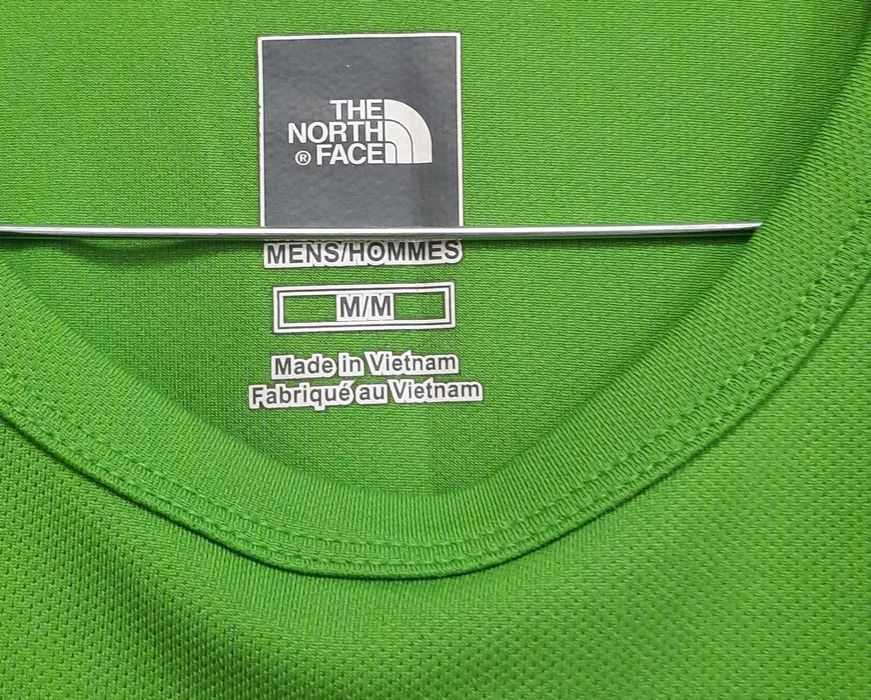 THE
NORTH
® FACE
MENS/HOMMES
M/M
Made in Vietnam
Fabriqué au Vietnam